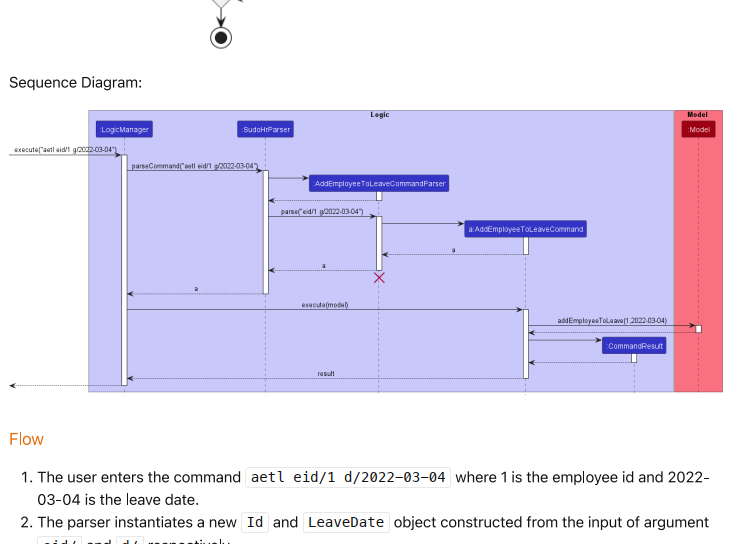 Sequence Diagram:
Logic
Model
:LogicManager
:SudoHrParser
:Model
execute("aetl eid/1 g/2022-03-04")
parseCommand("aetl eid/1 g/2022-03-04")
:AddEmployeeToLeaveCommandParser
parse("eid/1 g/2022-03-04")
a:AddEmployeeToLeaveCommand
a
a
a
execute(model)
addEmployeeToLeave(1,2022-03-04)
:CommandResult
result
Flow
1. The user enters the command aetl eid/1 d/2022-03-04 where 1 is the employee id and 2022-
03-04 is the leave date.
2. The parser instantiates a new Id and LeaveDate object constructed from the input of argument
eid/ and d/ respectively.